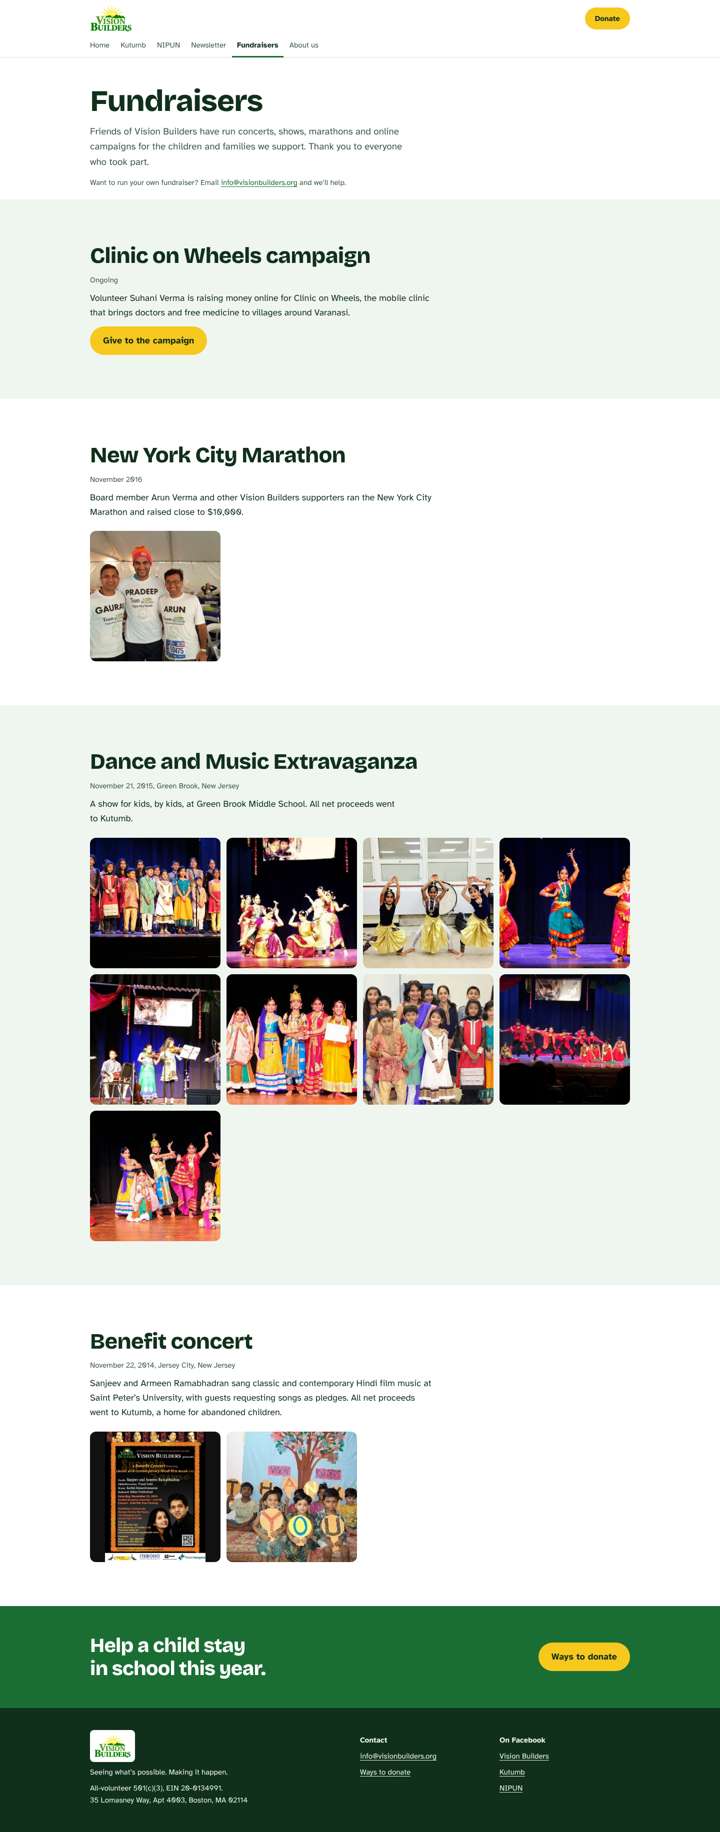 VISION
BUILDERS
Donate
Home
Kutumb
NIPUN
Newsletter
Fundraisers
About us
Fundraisers
Friends of Vision Builders have run concerts, shows, marathons and online
campaigns for the children and families we support. Thank you to everyone
who took part.
Want to run your own fundraiser? Email info@visionbuilders.org and we'll help.
Clinic on Wheels campaign
Ongoing
Volunteer Suhani Verma is raising money online for Clinic on Wheels, the mobile clinic
that brings doctors and free medicine to villages around Varanasi.
Give to the campaign
New York City Marathon
November 2016
Board member Arun Verma and other Vision Builders supporters ran the New York City
Marathon and raised close to $10,000.
GAURAV
PRADEEP
ARUN
Team
Team
Dance and Music Extravaganza
November 21, 2015, Green Brook, New Jersey
A show for kids, by kids, at Green Brook Middle School. All net proceeds went
to Kutumb.
Benefit concert
November 22, 2014, Jersey City, New Jersey
Sanjeev and Armeen Ramabhadran sang classic and contemporary Hindi film music at
Saint Peter's University, with guests requesting songs as pledges. All net proceeds
went to Kutumb, a home for abandoned children.
VISION BUILDERS presents
A Benefit Concert
THANK
YOU
Help a child stay
in school this year.
Ways to donate
VISION
BUILDERS
Seeing what's possible. Making it happen.
All-volunteer 501(c)(3), EIN 20-0134991.
35 Lomasney Way, Apt 4003, Boston, MA 02114
Contact
info@visionbuilders.org
Ways to donate
On Facebook
Vision Builders
Kutumb
NIPUN